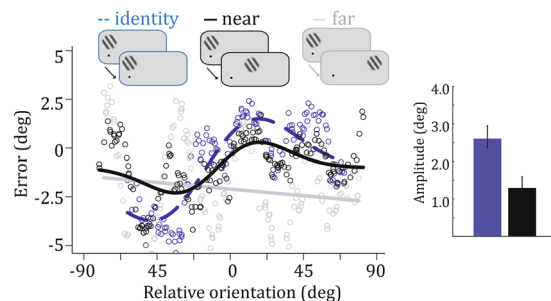 -- identity
– near
– far
5
2.5
0
-2.5
-5
Error (deg)
-90
45
0
45
90
Relative orientation (deg)
4.0
3.0
2.0
1.0
Amplitude (deg)